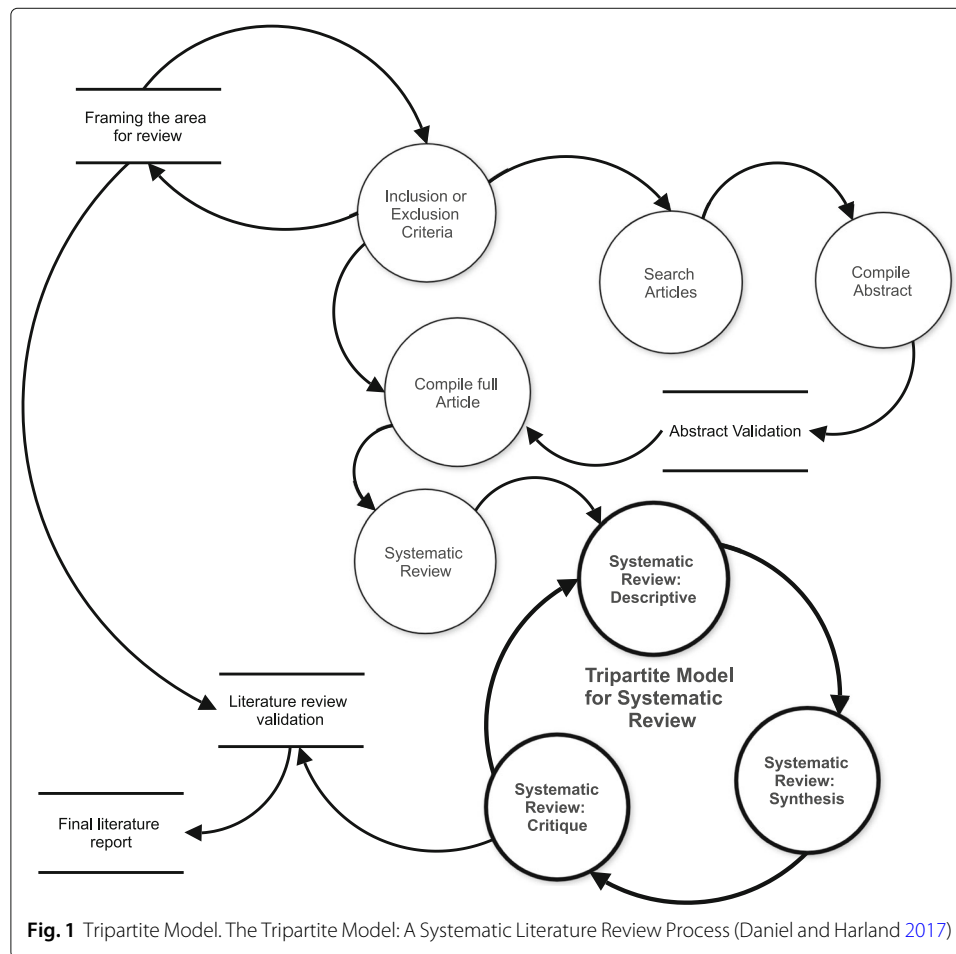 Framing the area
for review
Inclusion or
Exclusion
Criteria
Search
Articles
Compile
Abstract
Compile full
Article
Abstract Validation
Systematic
Review
Systematic
Review:
Descriptive
Tripartite Model
for Systematic
Review
Systematic
Review:
Synthesis
Systematic
Review:
Critique
Literature review
validation
Final literature
report
Fig. 1 Tripartite Model. The Tripartite Model: A Systematic Literature Review Process (Daniel and Harland 2017)